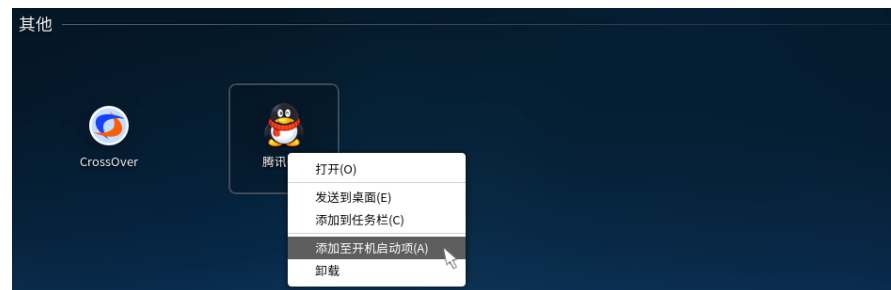 其他
CrossOver
腾讯
打开(O)
发送到桌面(E)
添加到任务栏(C)
添加至开机启动项(A)
卸载